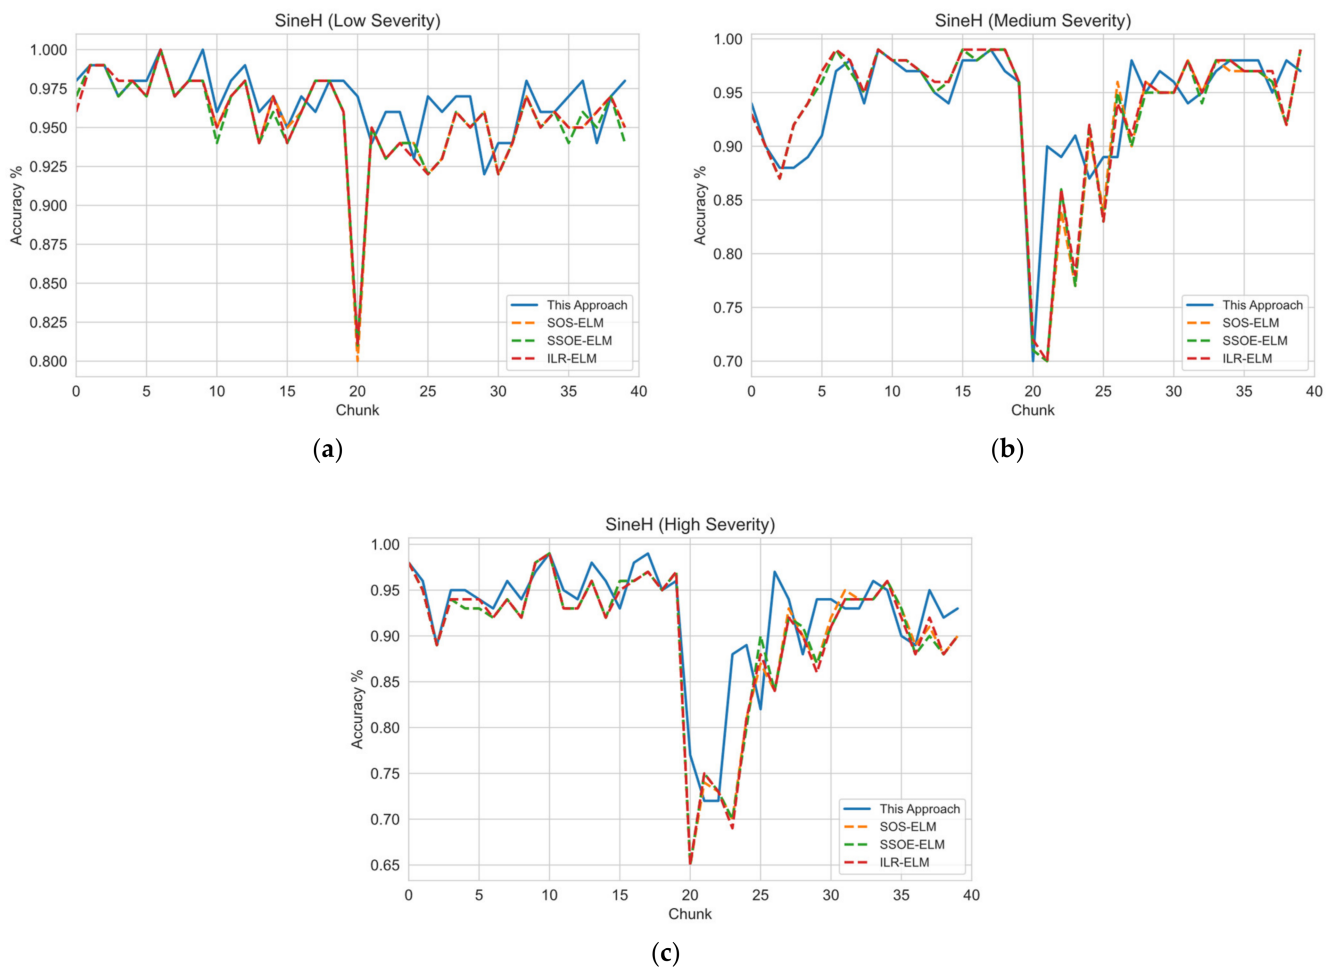 SineH (Low Severity)
1.000
0.975
0.950
0.925
0.900
0.875
0.850
0.825
0.800
Accuracy %
0 5 10 15 20 25 30 35 40
Chunk
This Approach
SOS-ELM
SSOE-ELM
ILR-ELM
(a)
SineH (Medium Severity)
1.00
0.95
0.90
0.85
0.80
0.75
0.70
Accuracy %
0 5 10 15 20 25 30 35 40
Chunk
This Approach
SOS-ELM
SSOE-ELM
ILR-ELM
(b)
SineH (High Severity)
1.00
0.95
0.90
0.85
0.80
0.75
0.70
0.65
Accuracy %
0 5 10 15 20 25 30 35 40
Chunk
This Approach
SOS-ELM
SSOE-ELM
ILR-ELM
(c)